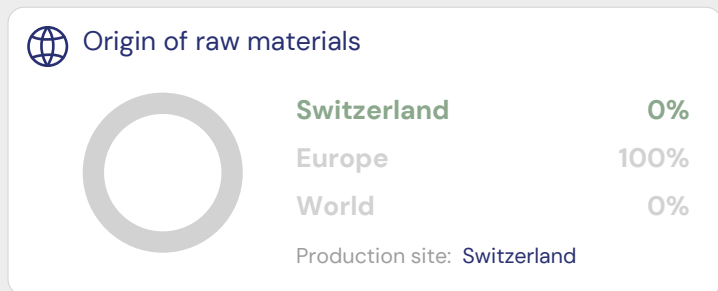 Origin of raw materials
Switzerland 0%
Europe 100%
World 0%
Production site: Switzerland